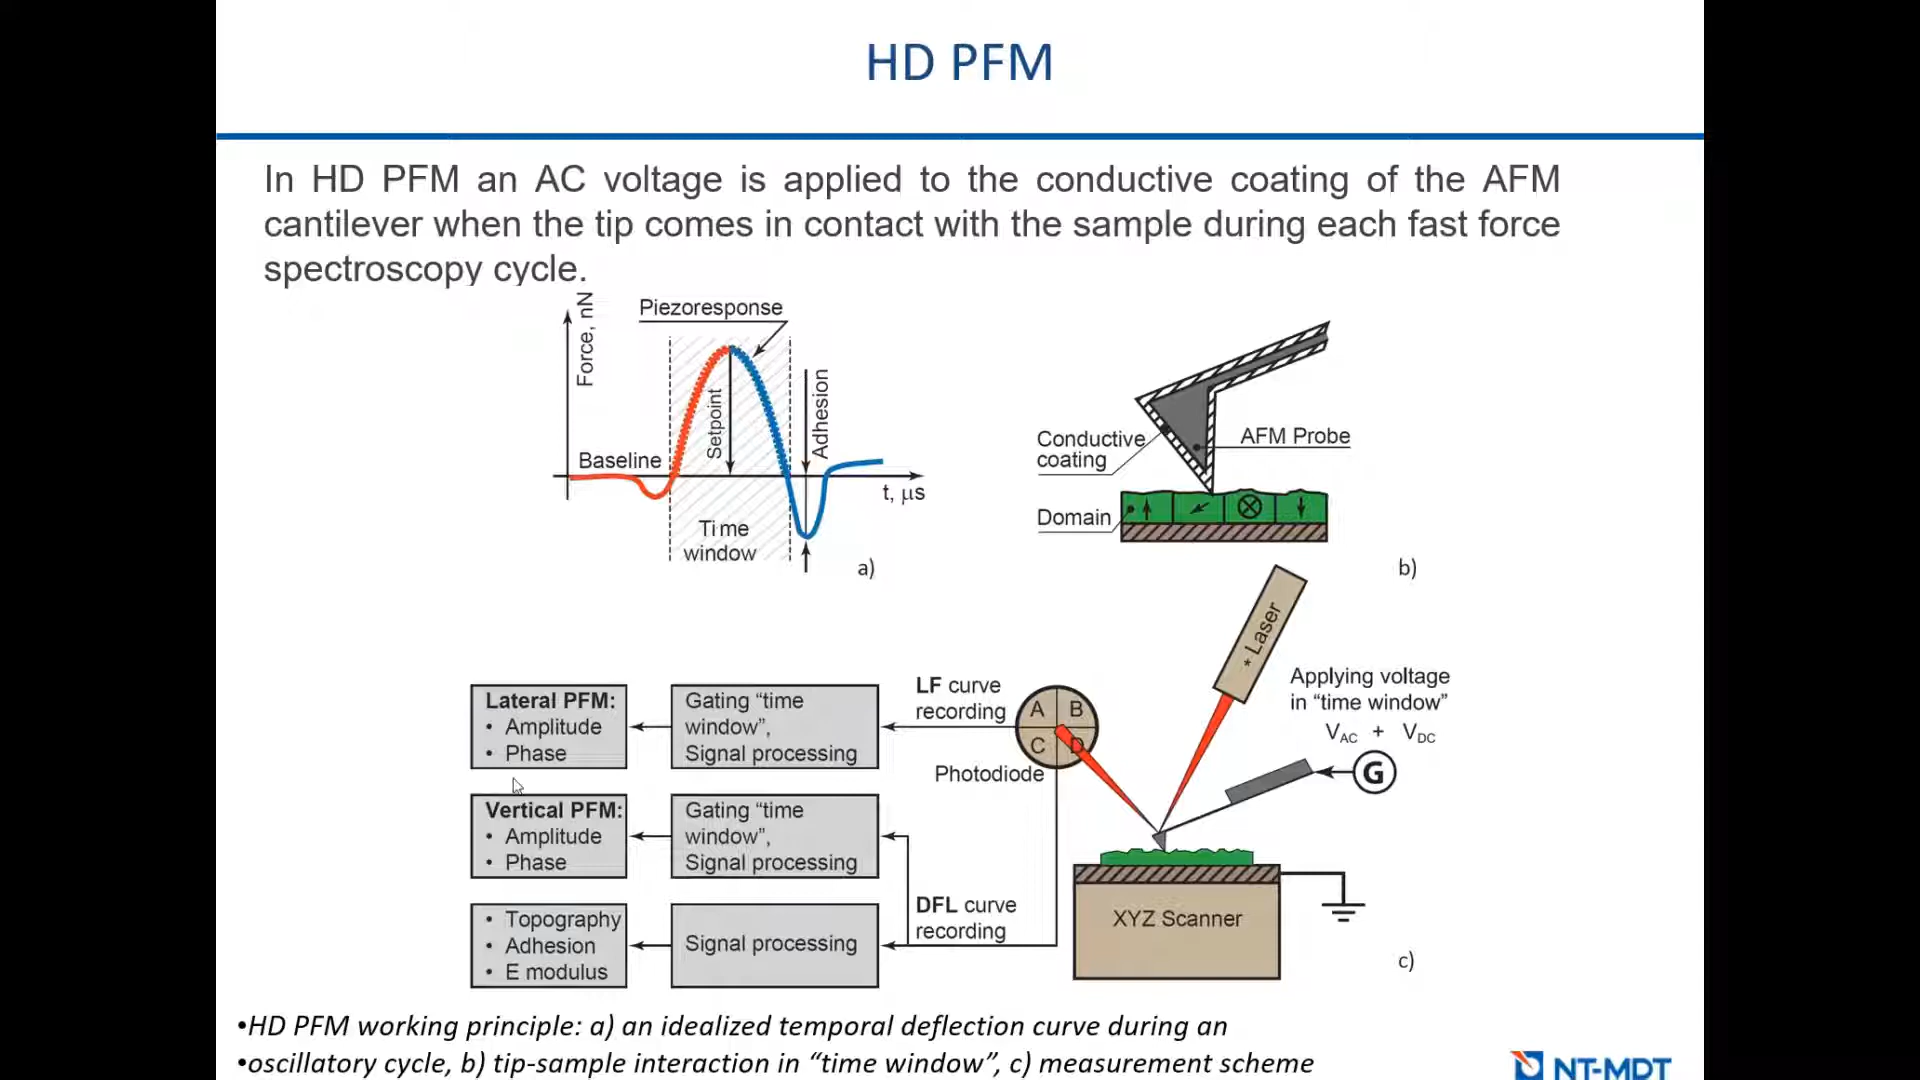 HD PFM
In HD PFM an AC voltage is applied to the conductive coating of the AFM
cantilever when the tip comes in contact with the sample during each fast force
spectroscopy cycle.
Force, nN
Piezoresponse
Setpoint
Adhesion
Baseline
t, µs
Time
window
a)
Conductive
coating
AFM Probe
Domain
b)
* Laser
Applying voltage
in “time window”
VAC + VDC
G
Lateral PFM:
• Amplitude
• Phase
Gating “time
window”,
Signal processing
LF curve
recording
A B
C D
Photodiode
Vertical PFM:
• Amplitude
• Phase
Gating “time
window”,
Signal processing
• Topography
• Adhesion
• E modulus
Signal processing
DFL curve
recording
XYZ Scanner
c)
•HD PFM working principle: a) an idealized temporal deflection curve during an
•oscillatory cycle, b) tip-sample interaction in “time window”, c) measurement scheme
NT-MDT